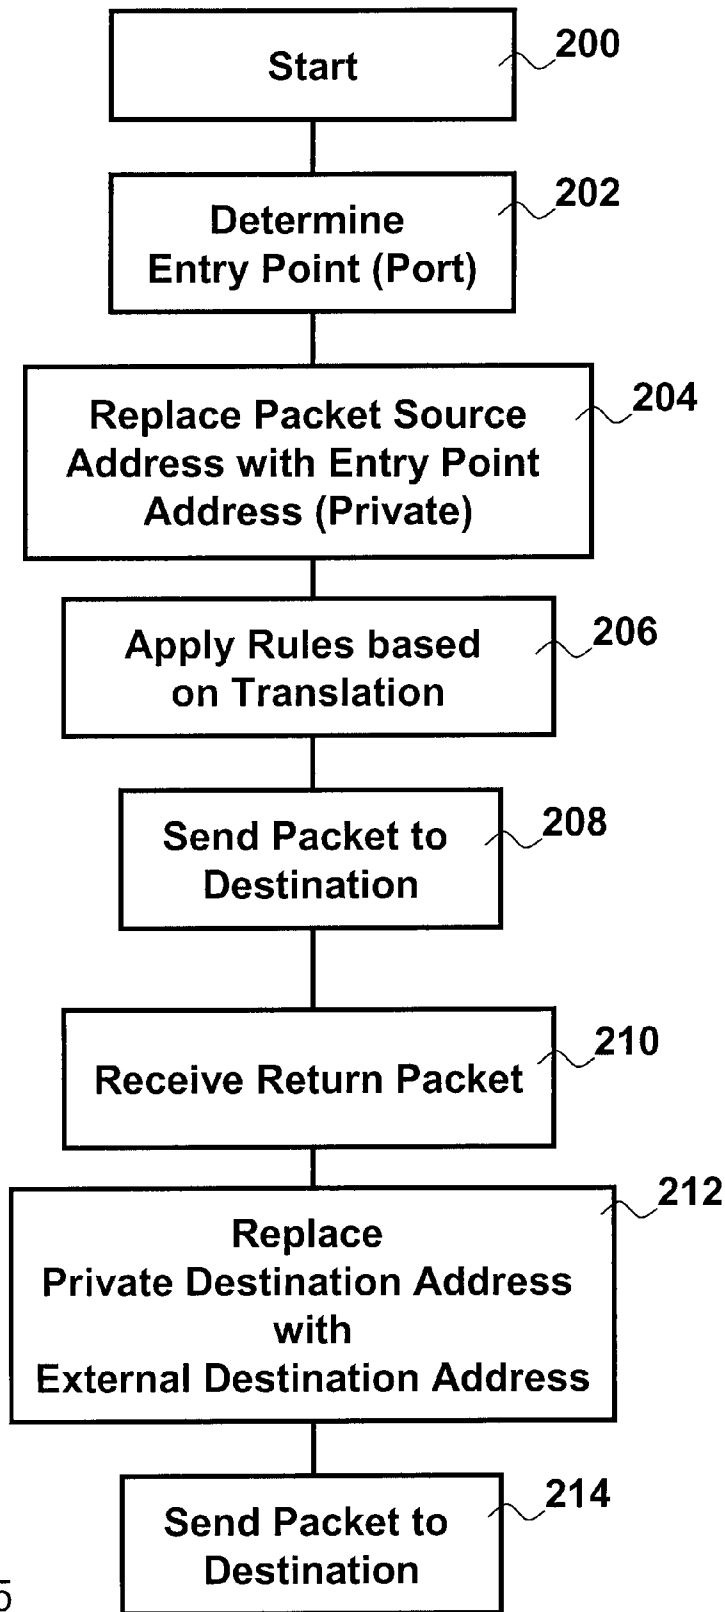 Start
200
Determine
Entry Point (Port)
202
Replace Packet Source
Address with Entry Point
Address (Private)
204
Apply Rules based
on Translation
206
Send Packet to
Destination
208
Receive Return Packet
210
Replace
Private Destination Address
with
External Destination Address
212
Send Packet to
Destination
214